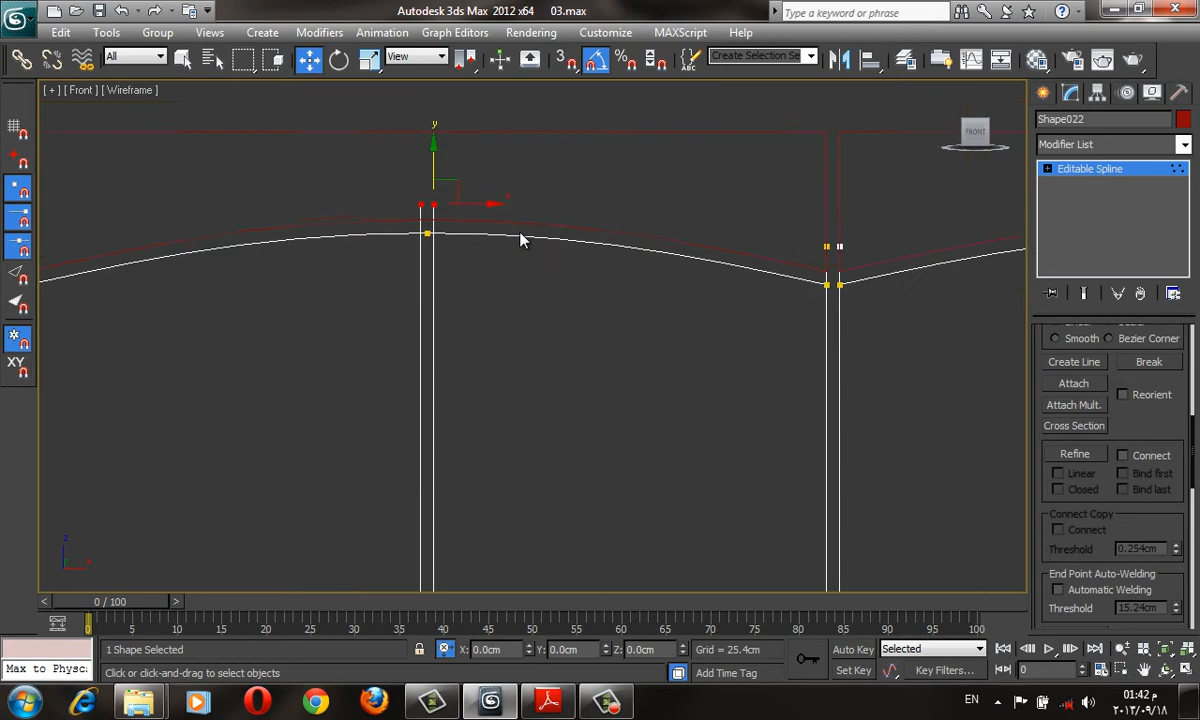 Autodesk 3ds Max 2012 x64    03.max
Type a keyword or phrase
Edit Tools Group Views Create Modifiers Animation Graph Editors Rendering Customize MAXScript Help
All View 3 Create Selection Se
[ + ] [ Front ] [ Wireframe ]
FRONT
Shape022
Modifier List
Editable Spline
y
x
Smooth Bezier Corner
Create Line Break
Attach
Reorient
Attach Mult.
Cross Section
Refine Connect
Linear Bind first
Closed Bind last
Connect Copy
Connect
Threshold 0.254cm
End Point Auto-Welding
Automatic Welding
Threshold 15.24cm
XY
z
x
< 0 / 100 >
0 5 10 15 20 25 30 35 40 45 50 55 60 65 70 75 80 85 90 95 100
1 Shape Selected X: 0.0cm Y: 0.0cm Z: 0.0cm Grid = 25.4cm Auto Key Selected
Max to Physc Click or click-and-drag to select objects Add Time Tag Set Key Key Filters... 0
EN
01:42 م
٢٠١٣/٠٩/١٨